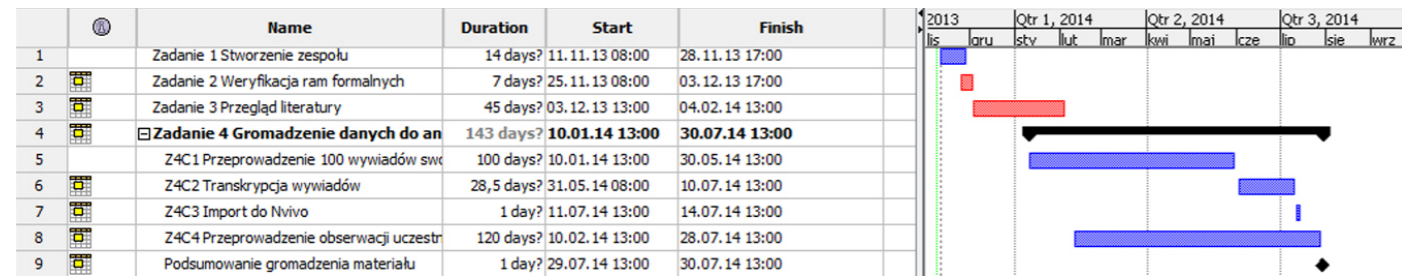 Name Duration Start Finish 2013 Qtr 1, 2014 Qtr 2, 2014 Qtr 3, 2014
lis gru sty lut mar kwi maj cze lip sie wrz
1 Zadanie 1 Stworzenie zespołu 14 days? 11.11.13 08:00 28.11.13 17:00
2 Zadanie 2 Weryfikacja ram formalnych 7 days? 25.11.13 08:00 03.12.13 17:00
3 Zadanie 3 Przegląd literatury 45 days? 03.12.13 13:00 04.02.14 13:00
4 Zadanie 4 Gromadzenie danych do an 143 days? 10.01.14 13:00 30.07.14 13:00
5 Z4C1 Przeprowadzenie 100 wywiadów swo 100 days? 10.01.14 13:00 30.05.14 13:00
6 Z4C2 Transkrypcja wywiadów 28,5 days? 31.05.14 08:00 10.07.14 13:00
7 Z4C3 Import do Nvivo 1 day? 11.07.14 13:00 14.07.14 13:00
8 Z4C4 Przeprowadzenie obserwacji uczestr 120 days? 10.02.14 13:00 28.07.14 13:00
9 Podsumowanie gromadzenia materiału 1 day? 29.07.14 13:00 30.07.14 13:00